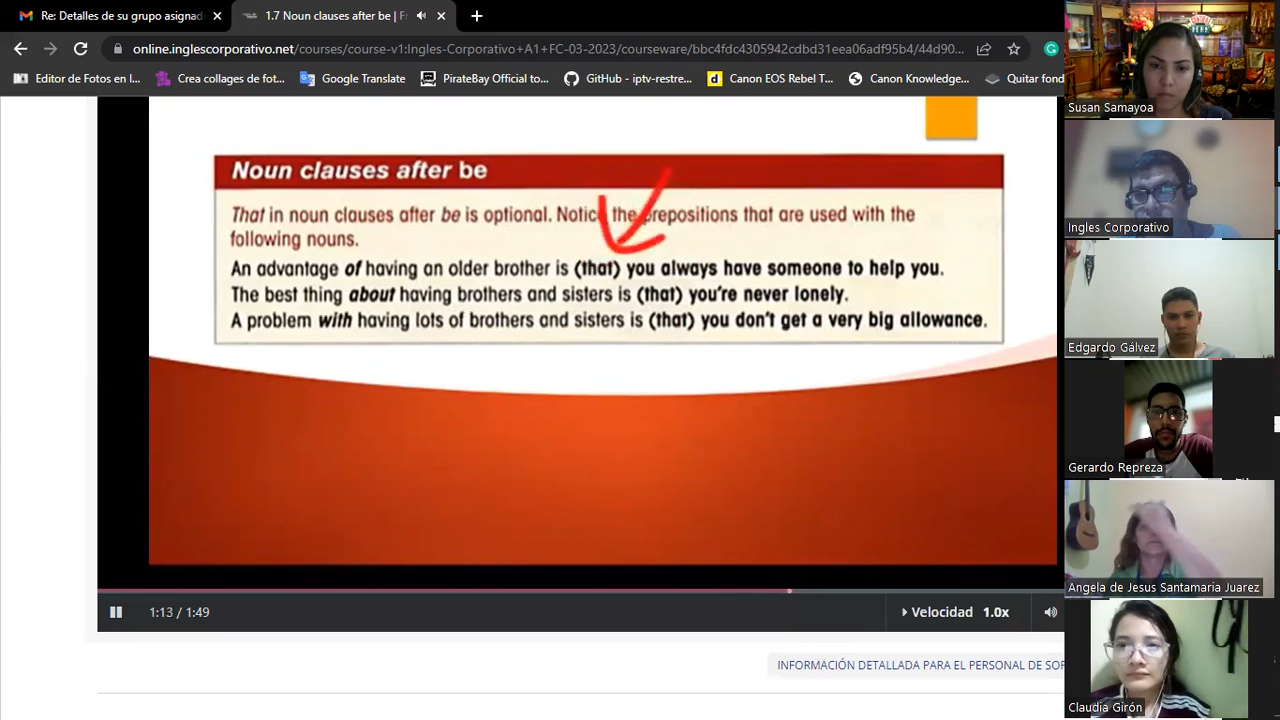 Re: Detalles de su grupo asignad
1.7 Noun clauses after be | Fr
online.inglescorporativo.net/courses/course-v1:Ingles-Corporativo+A1+FC-03-2023/courseware/
Editor de Fotos en l...
Crea collages de fot...
Google Translate
PirateBay Official to...
GitHub - iptv-restre...
Canon EOS Rebel T...
Canon Knowledge...
Quitar fond
Noun clauses after be
That in noun clauses after be is optional. Notice the prepositions that are used with the
following nouns.
An advantage of having an older brother is (that) you always have someone to help you.
The best thing about having brothers and sisters is (that) you're never lonely.
A problem with having lots of brothers and sisters is (that) you don't get a very big allowance.
1:13 / 1:49
Velocidad 1.0x
INFORMACIÓN DETALLADA PARA EL PERSONAL DE SOP
Susan Samayoa
Ingles Corporativo
Edgardo Gálvez
Gerardo Repreza
Angela de Jesus Santamaria Juarez
Claudia Girón